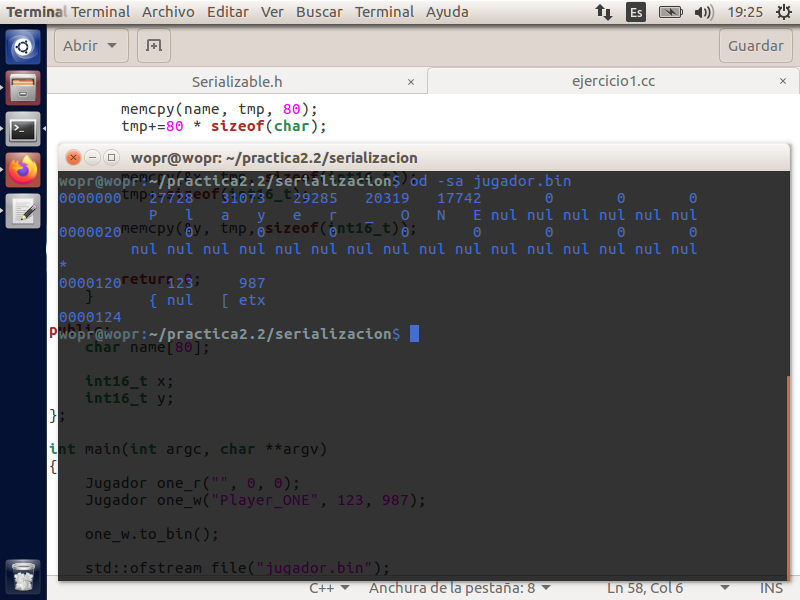 Terminal Terminal Archivo Editar Ver Buscar Terminal Ayuda Es 19:25
Abrir Guardar
Serializable.h × ejercicio1.cc ×
memcpy(name, tmp, 80);
tmp+=80 * sizeof(char);
wopr@wopr: ~/practica2.2/serializacion
wopr@wopr:~/practica2.2/serializacion$ od -sa jugador.bin
0000000 27728 31073 29285 20319 17742 0 0 0
P l a y e r _ O N E nul nul nul nul nul nul
memcpy(&y, tmp, sizeof(int16_t));
0000020 0 0 0 0 0 0 0 0
nul nul nul nul nul nul nul nul nul nul nul nul nul nul nul nul
*
return 0;
0000120 123 987
}
{ nul [ etx
0000124
wopr@wopr:~/practica2.2/serializacion$
char name[80];
int16_t x;
int16_t y;
};
int main(int argc, char **argv)
{
Jugador one_r("", 0, 0);
Jugador one_w("Player_ONE", 123, 987);
one_w.to_bin();
std::ofstream file("jugador.bin");
C++ Anchura de la pestaña: 8 Ln 58, Col 6 INS